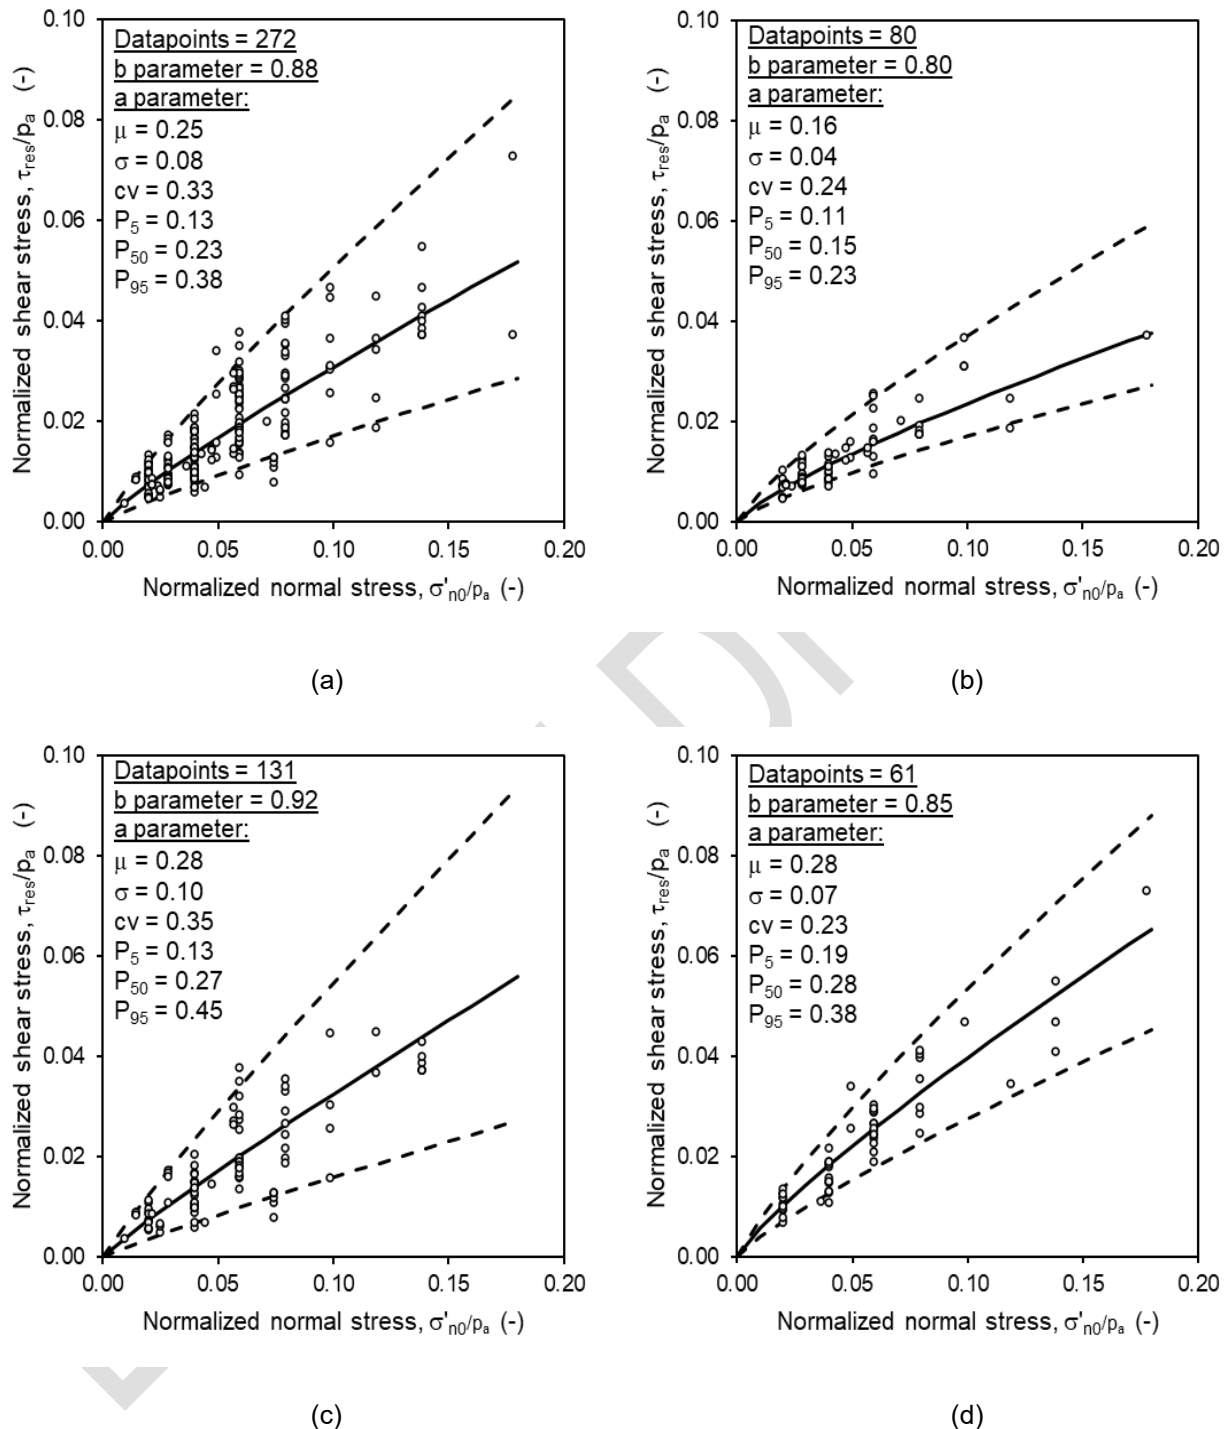 0.10
0.08
0.06
0.04
0.02
0.00
Normalized shear stress, τres/pa (-)
Datapoints = 272
b parameter = 0.88
a parameter:
μ = 0.25
σ = 0.08
cv = 0.33
P5 = 0.13
P50 = 0.23
P95 = 0.38
0.00 0.05 0.10 0.15 0.20
Normalized normal stress, σ'n0/pa (-)
(a)
0.10
0.08
0.06
0.04
0.02
0.00
Normalized shear stress, τres/pa (-)
Datapoints = 80
b parameter = 0.80
a parameter:
μ = 0.16
σ = 0.04
cv = 0.24
P5 = 0.11
P50 = 0.15
P95 = 0.23
0.00 0.05 0.10 0.15 0.20
Normalized normal stress, σ'n0/pa (-)
(b)
0.10
0.08
0.06
0.04
0.02
0.00
Normalized shear stress, τres/pa (-)
Datapoints = 131
b parameter = 0.92
a parameter:
μ = 0.28
σ = 0.10
cv = 0.35
P5 = 0.13
P50 = 0.27
P95 = 0.45
0.00 0.05 0.10 0.15 0.20
Normalized normal stress, σ'n0/pa (-)
(c)
0.10
0.08
0.06
0.04
0.02
0.00
Normalized shear stress, τres/pa (-)
Datapoints = 61
b parameter = 0.85
a parameter:
μ = 0.28
σ = 0.07
cv = 0.23
P5 = 0.19
P50 = 0.28
P95 = 0.38
0.00 0.05 0.10 0.15 0.20
Normalized normal stress, σ'n0/pa (-)
(d)